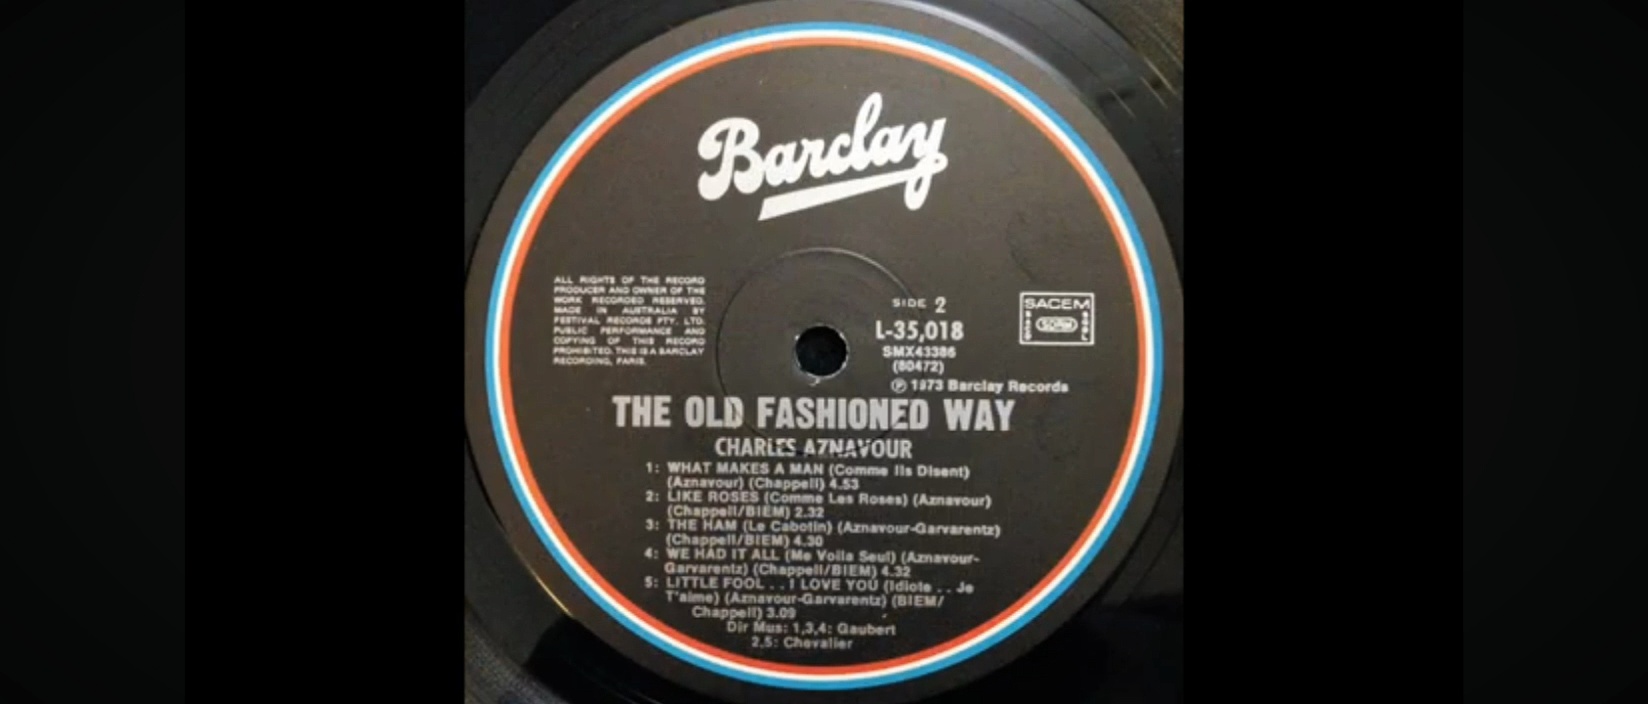 Barclay
ALL RIGHTS OF THE RECORD
PRODUCER AND OWNER OF THE
WORK RECORDED RESERVED.
MADE IN AUSTRALIA BY
FESTIVAL RECORDS PTY. LTD.
PUBLIC PERFORMANCE AND
COPYING OF THIS RECORD
PROHIBITED. THIS IS A BARCLAY
RECORDING, PARIS.
SIDE 2
L-35,018
SMX43386
(80472)
℗ 1973 Barclay Records
SACEM
SDRM
THE OLD FASHIONED WAY
CHARLES AZNAVOUR
1: WHAT MAKES A MAN (Comme Ils Disent)
(Aznavour) (Chappell) 4.53
2: LIKE ROSES (Comme Les Roses) (Aznavour)
(Chappell/BIEM) 2.32
3: THE HAM (Le Cabotin) (Aznavour-Garvarentz)
(Chappell/BIEM) 4.30
4: WE HAD IT ALL (Me Voila Seul) (Aznavour-
Garvarentz) (Chappell/BIEM) 4.32
5: LITTLE FOOL . . I LOVE YOU (Idiote . . Je
T'aime) (Aznavour-Garvarentz) (BIEM/
Chappell) 3.09
Dir Mus: 1,3,4: Gaubert
2,5: Chevalier